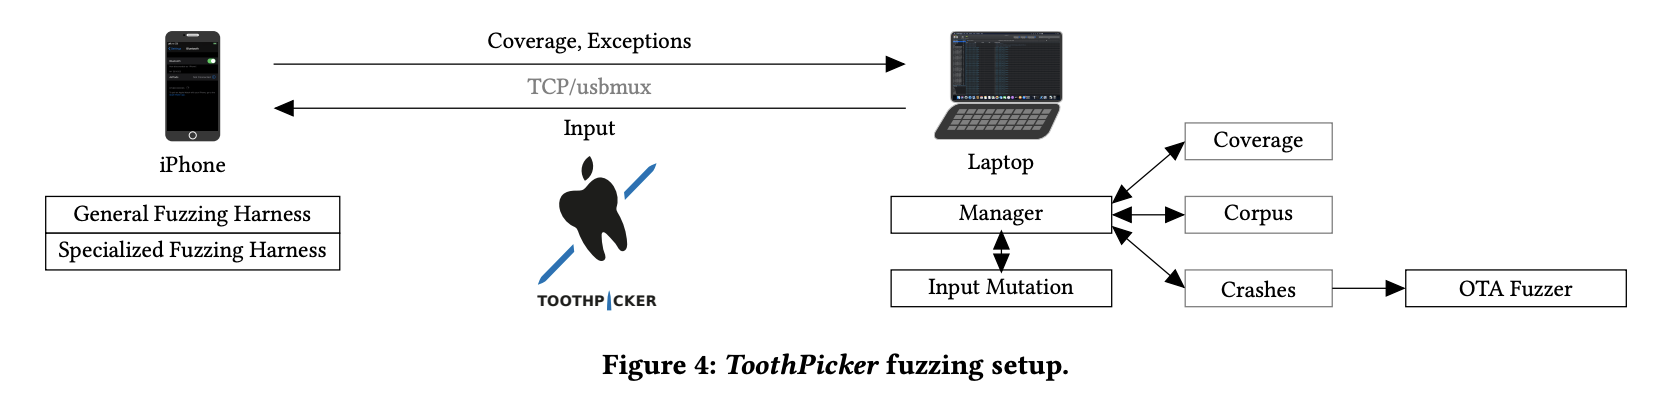 Coverage, Exceptions
TCP/usbmux
Input
iPhone
Laptop
General Fuzzing Harness
Specialized Fuzzing Harness
TOOTHPICKER
Manager
Input Mutation
Coverage
Corpus
Crashes
OTA Fuzzer
Figure 4: ToothPicker fuzzing setup.